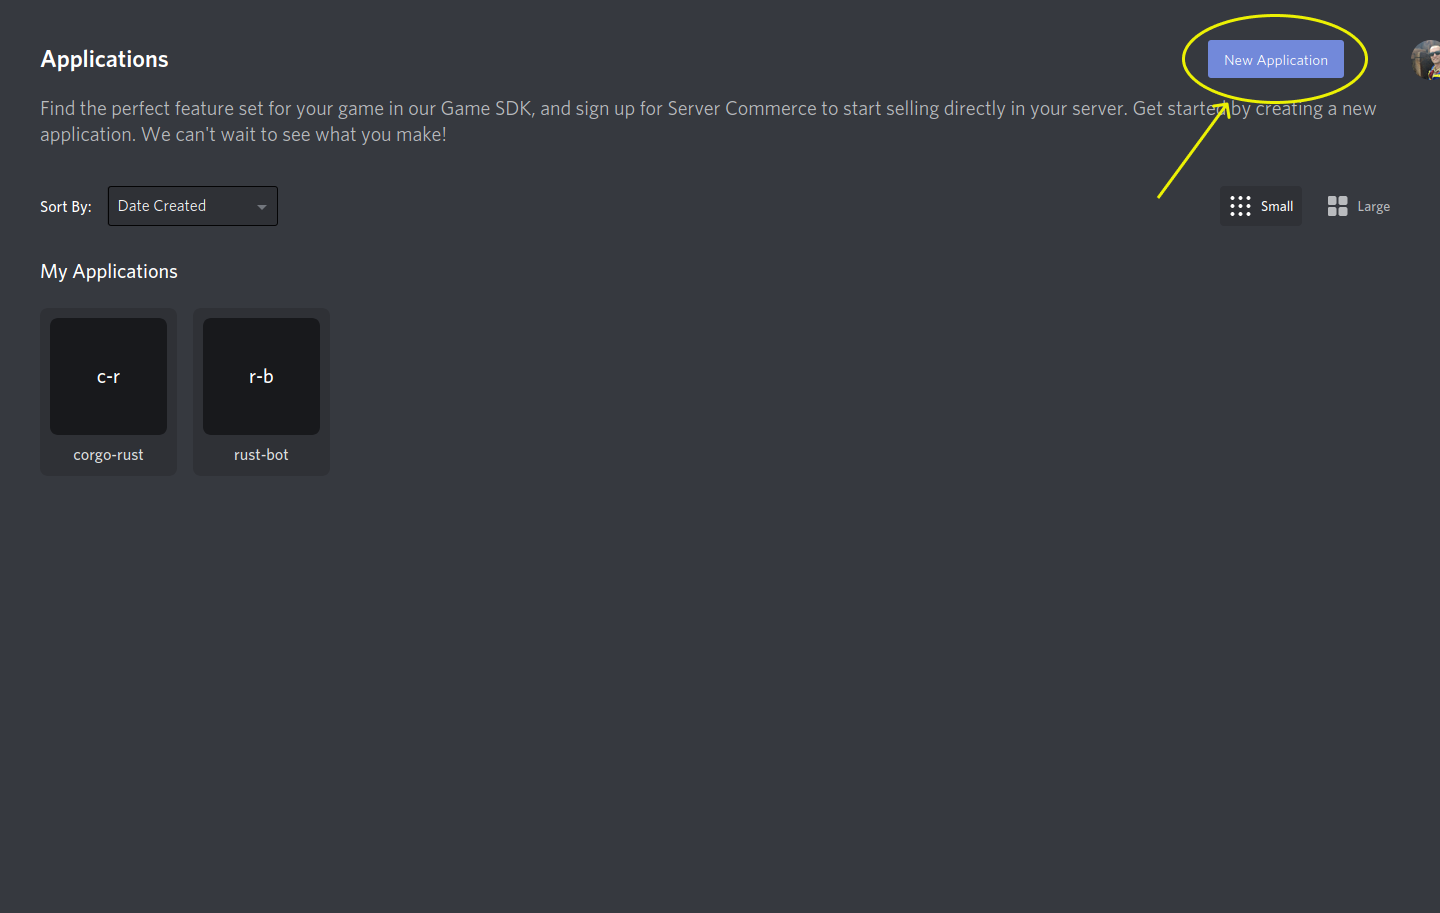 Applications
New Application
Find the perfect feature set for your game in our Game SDK, and sign up for Server Commerce to start selling directly in your server. Get started by creating a new
application. We can't wait to see what you make!
Sort By: Date Created
Small Large
My Applications
c-r r-b
corgo-rust rust-bot